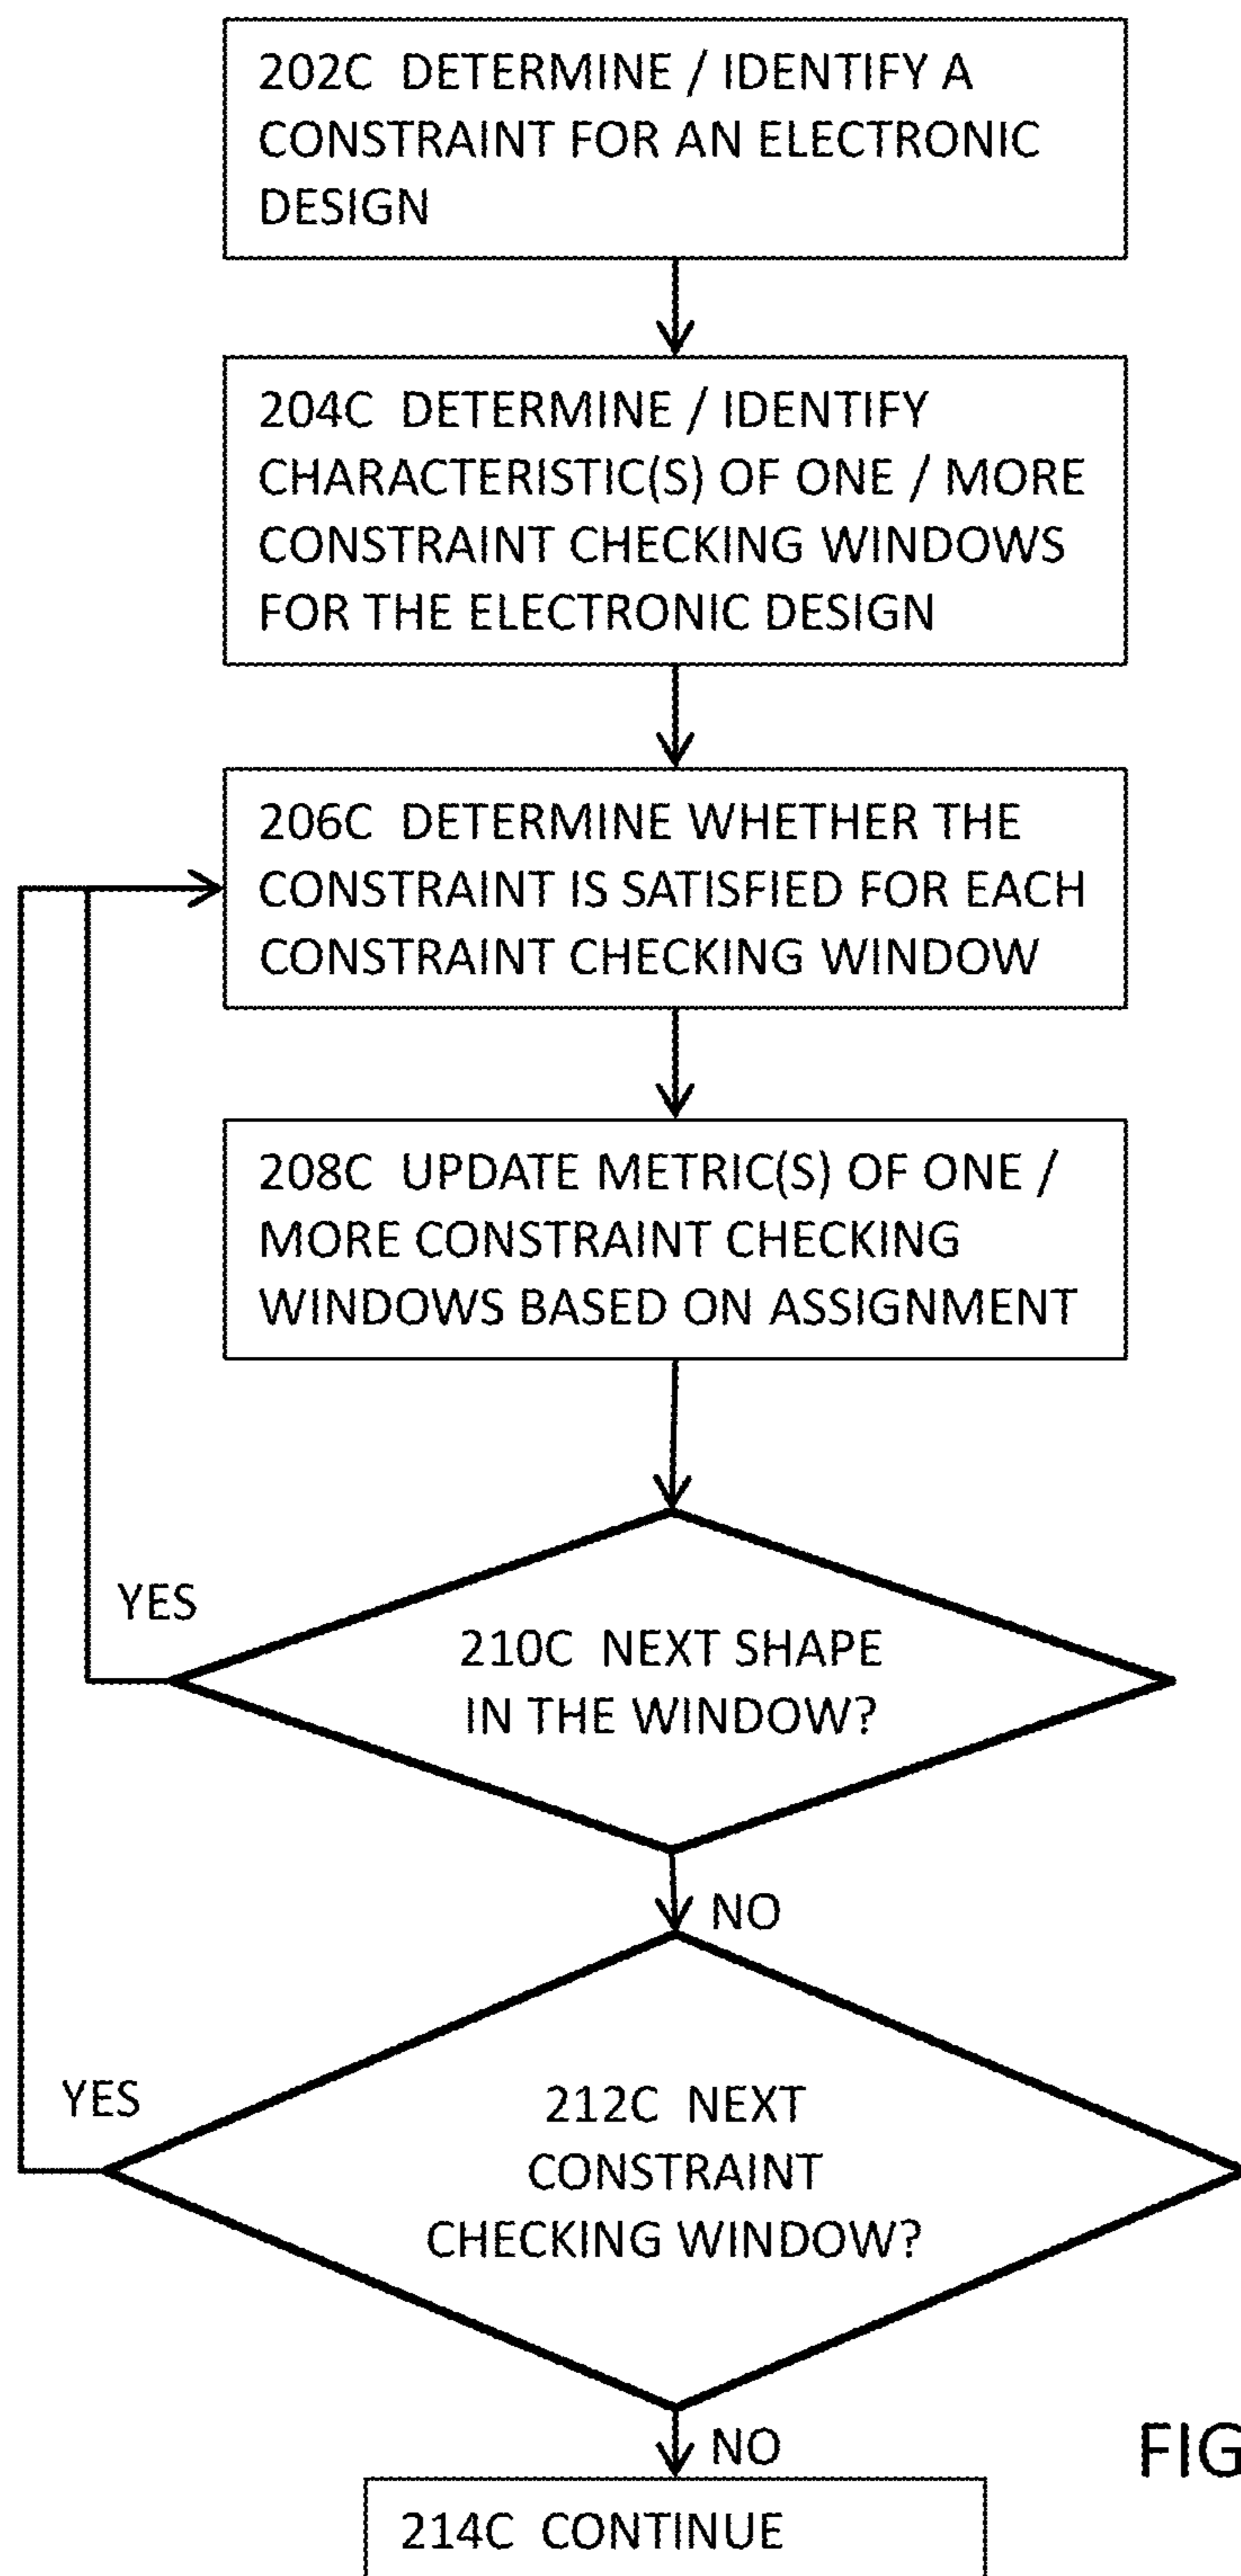 202C DETERMINE / IDENTIFY A
CONSTRAINT FOR AN ELECTRONIC
DESIGN
204C DETERMINE / IDENTIFY
CHARACTERISTIC(S) OF ONE / MORE
CONSTRAINT CHECKING WINDOWS
FOR THE ELECTRONIC DESIGN
206C DETERMINE WHETHER THE
CONSTRAINT IS SATISFIED FOR EACH
CONSTRAINT CHECKING WINDOW
208C UPDATE METRIC(S) OF ONE /
MORE CONSTRAINT CHECKING
WINDOWS BASED ON ASSIGNMENT
YES
210C NEXT SHAPE
IN THE WINDOW?
NO
YES
212C NEXT
CONSTRAINT
CHECKING WINDOW?
NO
FIG
214C CONTINUE